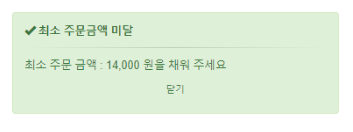 최소 주문금액 미달
최소 주문 금액 : 14,000 원을 채워 주세요
닫기